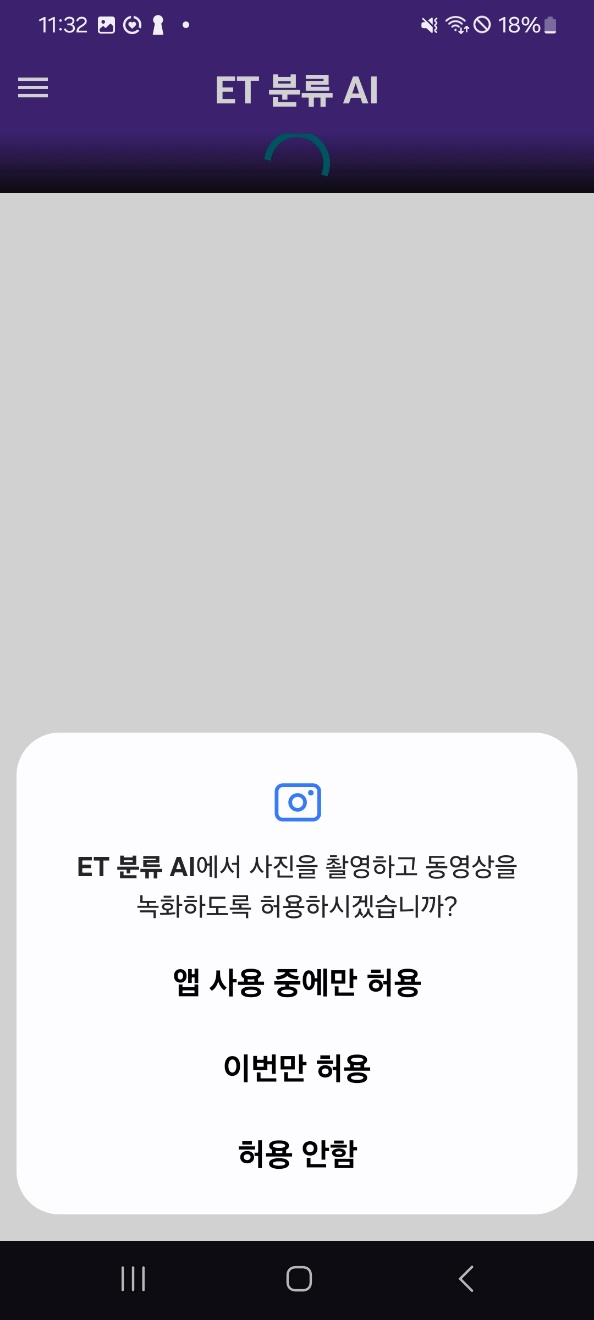 11:32
18%
ET 분류 AI
ET 분류 AI에서 사진을 촬영하고 동영상을
녹화하도록 허용하시겠습니까?
앱 사용 중에만 허용
이번만 허용
허용 안함